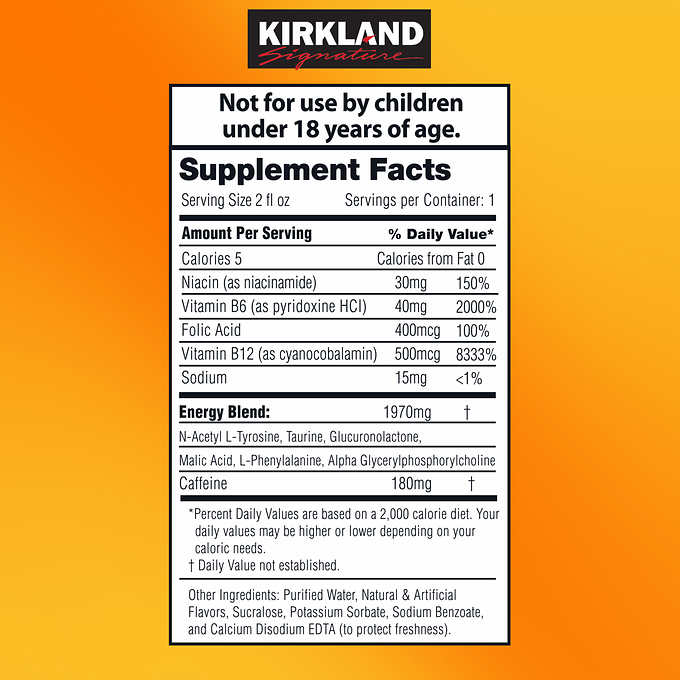 KIRKLAND
Signature
Not for use by children
under 18 years of age.
Supplement Facts
Serving Size 2 fl oz Servings per Container: 1
Amount Per Serving % Daily Value*
Calories 5 Calories from Fat 0
Niacin (as niacinamide) 30mg 150%
Vitamin B6 (as pyridoxine HCl) 40mg 2000%
Folic Acid 400mcg 100%
Vitamin B12 (as cyanocobalamin) 500mcg 8333%
Sodium 15mg <1%
Energy Blend: 1970mg †
N-Acetyl L-Tyrosine, Taurine, Glucuronolactone,
Malic Acid, L-Phenylalanine, Alpha Glycerylphosphorylcholine
Caffeine 180mg †
*Percent Daily Values are based on a 2,000 calorie diet. Your
daily values may be higher or lower depending on your
caloric needs.
† Daily Value not established.
Other Ingredients: Purified Water, Natural & Artificial
Flavors, Sucralose, Potassium Sorbate, Sodium Benzoate,
and Calcium Disodium EDTA (to protect freshness).